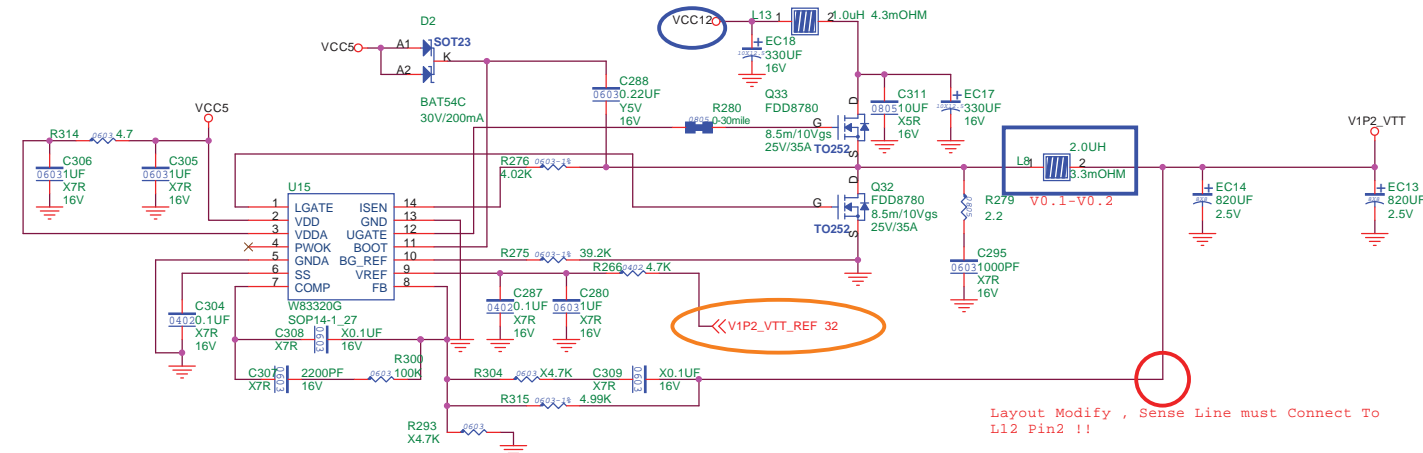 VCC12
L13 1 2 1.0uH 4.3mOHM
EC18
330UF
16V
D2
SOT23
VCC5 A1
A2
K
BAT54C
30V/200mA
C288
0603 0.22UF
Y5V
16V
R280
0805 0-30mile
Q33
FDD8780
G D S
8.5m/10Vgs
25V/35A
TO252
C311
0805 10UF
X5R
16V
EC17
330UF
16V
VCC5
R314 0603 4.7
C306
0603 1UF
X7R
16V
C305
0603 1UF
X7R
16V
R276 0603-1%
4.02K
Q32
FDD8780
G D S
8.5m/10Vgs
25V/35A
TO252
2.0UH
L8 1 2
3.3mOHM
V0.1-V0.2
V1P2_VTT
R279
0805
2.2
C295
0603 1000PF
X7R
16V
EC14
820UF
2.5V
EC13
820UF
2.5V
U15
1 LGATE ISEN 14
2 VDD GND 13
3 VDDA UGATE 12
4 PWOK BOOT 11
5 GNDA BG_REF 10
6 SS VREF 9
7 COMP FB 8
W83320G
SOP14-1_27
R275 0603-1% 39.2K
R266 0402 4.7K
C287
0402 0.1UF
X7R
16V
C280
0603 1UF
X7R
16V
V1P2_VTT_REF 32
C304
0402 0.1UF
X7R
16V
C308 0603 X0.1UF
X7R 16V
C307 0603 2200PF
X7R 16V
R300
0603 100K
R304 0603 X4.7K
C309 0603 X0.1UF
X7R 16V
R315 0603-1% 4.99K
R293 0603
X4.7K
Layout Modify , Sense Line must Connect To
L12 Pin2 !!